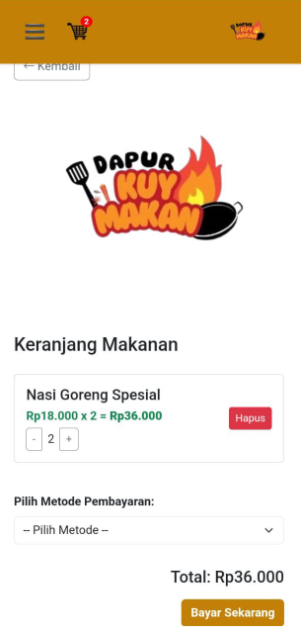 2
DAPUR
KUY
MAKAN
← Kembali
DAPUR
KUY
MAKAN
Keranjang Makanan
Nasi Goreng Spesial
Rp18.000 x 2 = Rp36.000
Hapus
- 2 +
Pilih Metode Pembayaran:
-- Pilih Metode --
Total: Rp36.000
Bayar Sekarang